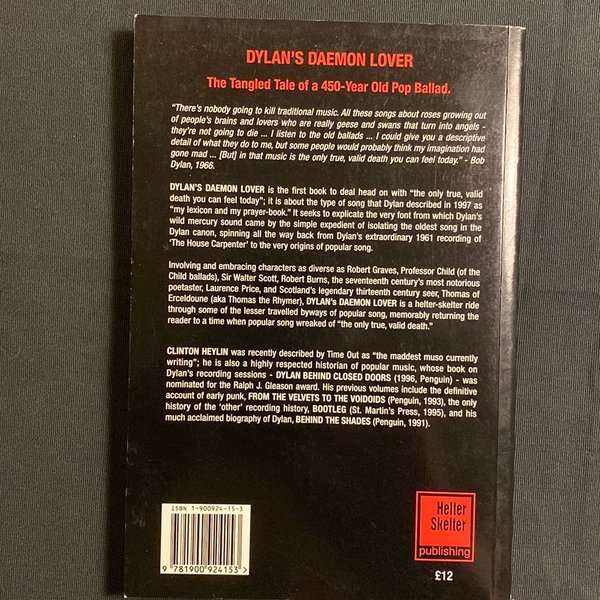 DYLAN'S DAEMON LOVER
The Tangled Tale of a 450-Year Old Pop Ballad.
"There's nobody going to kill traditional music. All these songs about roses growing out
of people's brains and lovers who are really geese and swans that turn into angels -
they're not going to die ... I listen to the old ballads ... I could give you a descriptive
detail of what they do to me, but some people would probably think my imagination had
gone mad ... [But] in that music is the only true, valid death you can feel today." - Bob
Dylan, 1966.
DYLAN'S DAEMON LOVER is the first book to deal head on with "the only true, valid
death you can feel today"; it is about the type of song that Dylan described in 1997 as
"my lexicon and my prayer-book." It seeks to explicate the very font from which Dylan's
wild mercury sound came by the simple expedient of isolating the oldest song in the
Dylan canon, spinning all the way back from Dylan's extraordinary 1961 recording of
'The House Carpenter' to the very origins of popular song.
Involving and embracing characters as diverse as Robert Graves, Professor Child (of the
Child ballads), Sir Walter Scott, Robert Burns, the seventeenth century's most notorious
poetaster, Laurence Price, and Scotland's legendary thirteenth century seer, Thomas of
Erceldoune (aka Thomas the Rhymer), DYLAN'S DAEMON LOVER is a helter-skelter ride
through some of the lesser travelled byways of popular song, memorably returning the
reader to a time when popular song wreaked of "the only true, valid death."
CLINTON HEYLIN was recently described by Time Out as "the maddest muso currently
writing"; he is also a highly respected historian of popular music, whose book on
Dylan's recording sessions - DYLAN BEHIND CLOSED DOORS (1996, Penguin) - was
nominated for the Ralph J. Gleason award. His previous volumes include the definitive
account of early punk, FROM THE VELVETS TO THE VOIDOIDS (Penguin, 1993), the only
history of the 'other' recording history, BOOTLEG (St. Martin's Press, 1995), and his
much acclaimed biography of Dylan, BEHIND THE SHADES (Penguin, 1991).
ISBN 1-900924-15-3
9 781900 924153 >
Helter
Skelter
publishing
£12